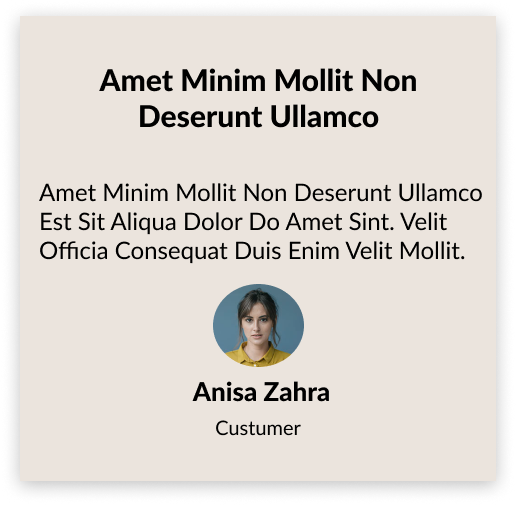 Amet Minim Mollit Non
Deserunt Ullamco
Amet Minim Mollit Non Deserunt Ullamco
Est Sit Aliqua Dolor Do Amet Sint. Velit
Officia Consequat Duis Enim Velit Mollit.
Anisa Zahra
Custumer